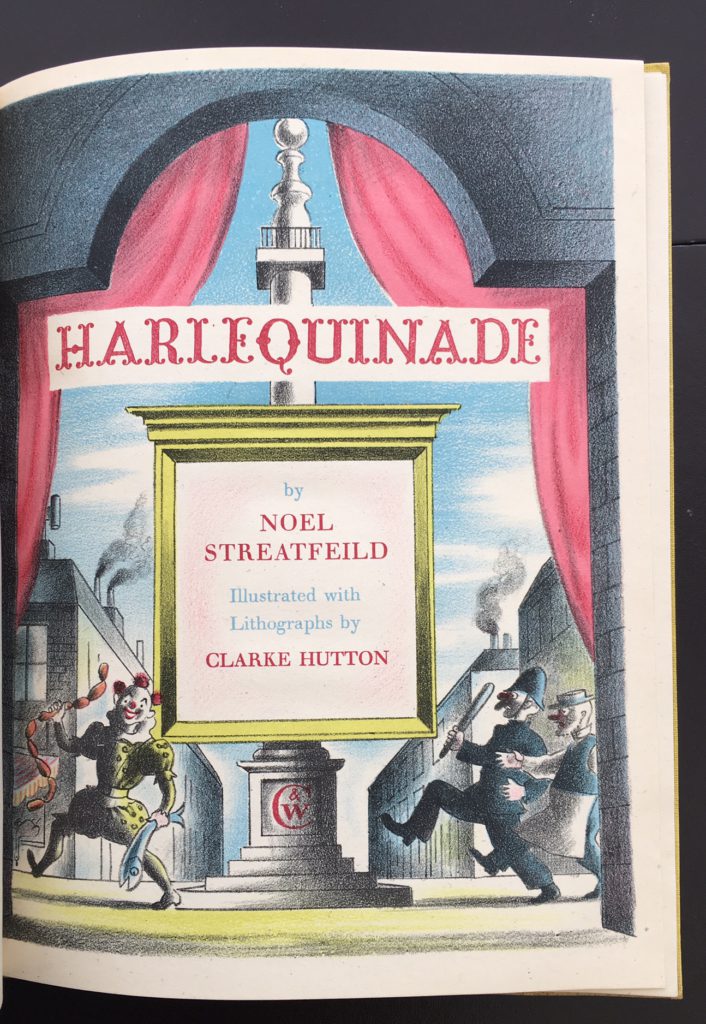 HARLEQUINADE
by
NOEL
STREATFEILD
Illustrated with
Lithographs by
CLARKE HUTTON
C&W